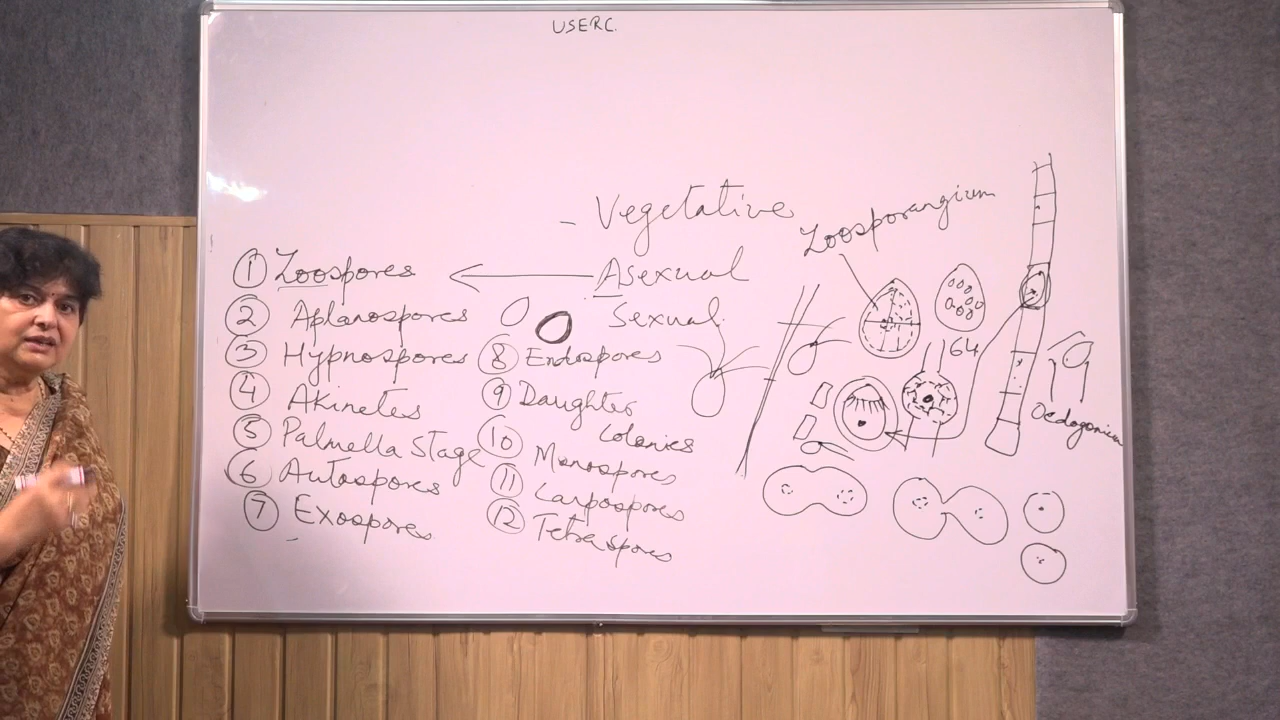 USERC.
- Vegetative
Asexual
Sexual
① Zoospores
② Aplanospores
③ Hypnospores
④ Akinetes
⑤ Palmella Stage
⑥ Autospores
⑦ Exospores
⑧ Endospores
⑨ Daughter
Colonies
⑩ Monospores
⑪ Carpospores
⑫ Tetraspores
Zoosporangium
64
Oedogonium